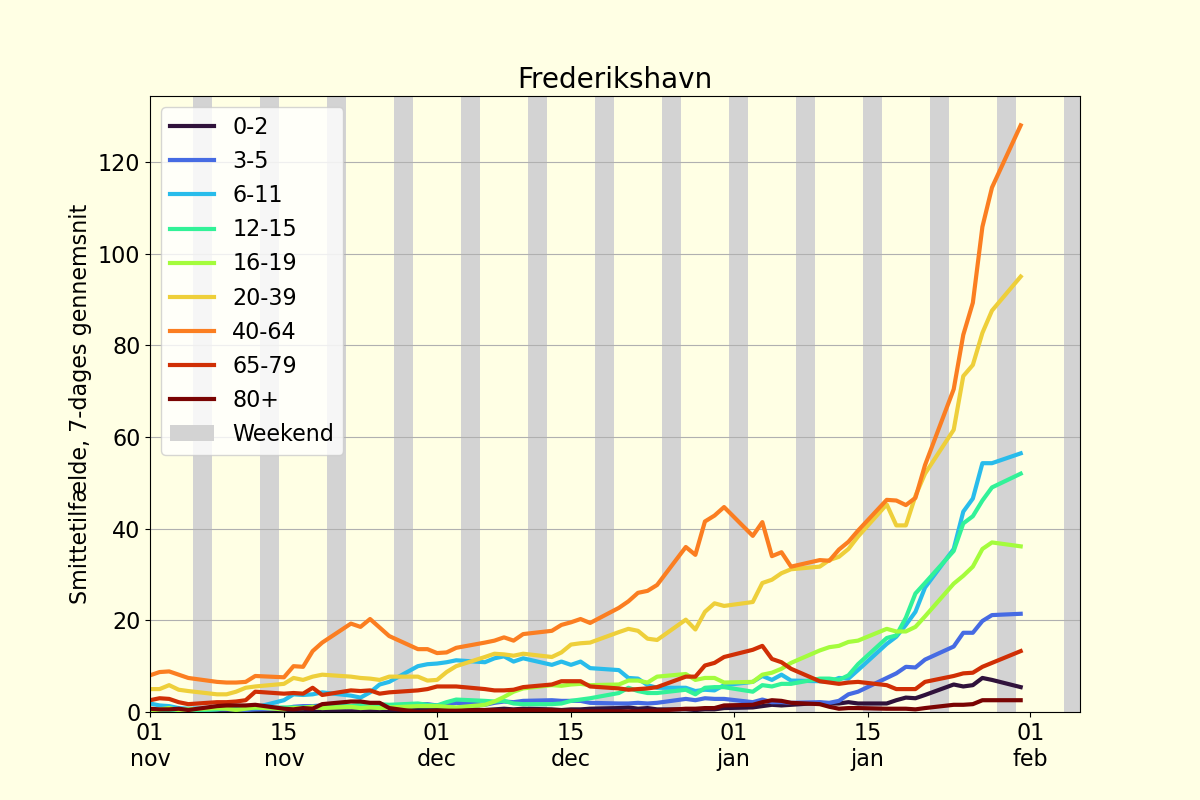 Frederikshavn
Smittetilfælde, 7-dages gennemsnit
120
100
80
60
40
20
0
0-2
3-5
6-11
12-15
16-19
20-39
40-64
65-79
80+
Weekend
01 nov
15 nov
01 dec
15 dec
01 jan
15 jan
01 feb